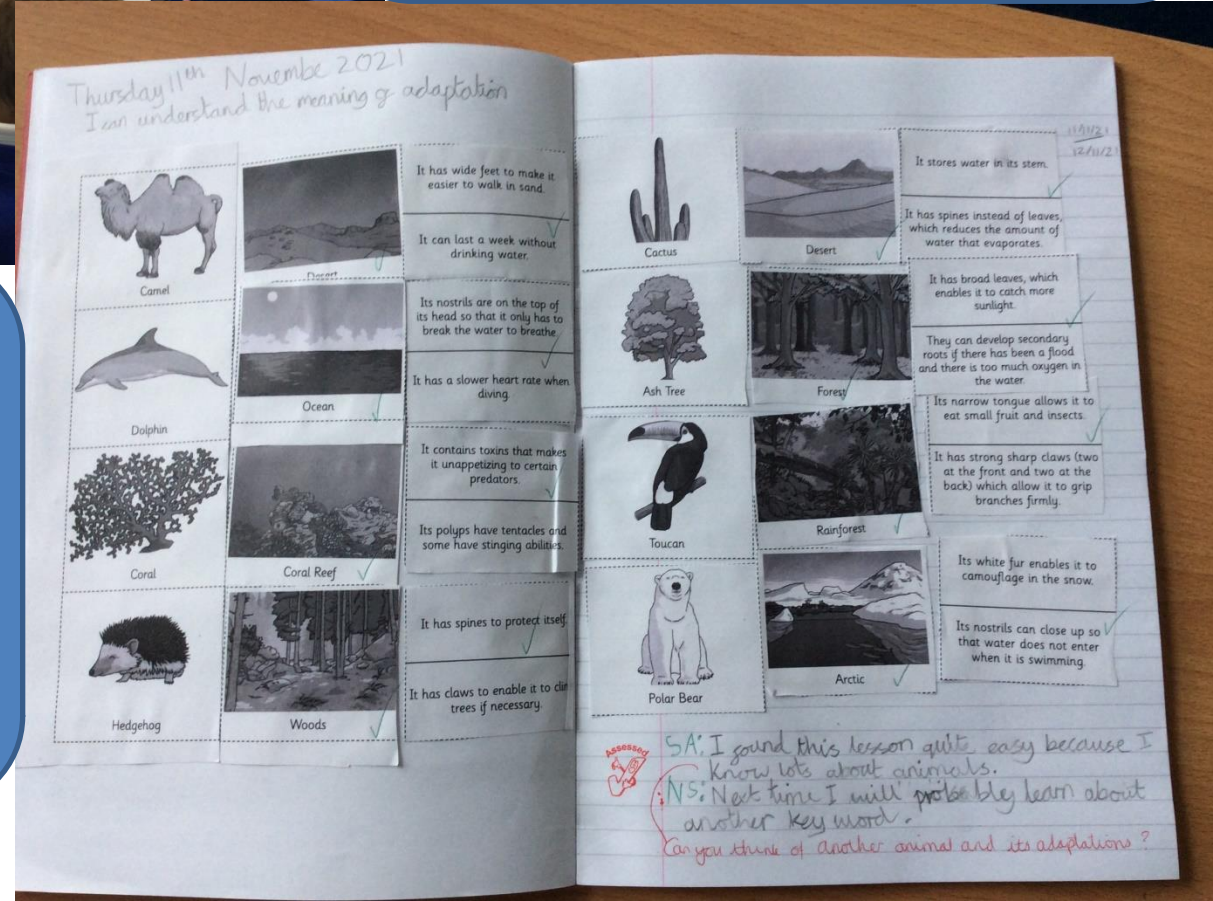 Thursday 11th Novembe 2021
I can understand the meaning of adaptation
Camel
Desert
It has wide feet to make it
easier to walk in sand.
It can last a week without
drinking water.
Dolphin
Ocean
Its nostrils are on the top of
its head so that it only has to
break the water to breathe.
It has a slower heart rate when
diving.
Coral
Coral Reef
It contains toxins that makes
it unappetizing to certain
predators.
Its polyps have tentacles and
some have stinging abilities.
Hedgehog
Woods
It has spines to protect itself.
It has claws to enable it to clim
trees if necessary.
11/11/21
12/11/21
Cactus
Desert
It stores water in its stem.
It has spines instead of leaves,
which reduces the amount of
water that evaporates.
Ash Tree
Forest
It has broad leaves, which
enables it to catch more
sunlight.
They can develop secondary
roots if there has been a flood
and there is too much oxygen in
the water.
Toucan
Rainforest
Its narrow tongue allows it to
eat small fruit and insects.
It has strong sharp claws (two
at the front and two at the
back) which allow it to grip
branches firmly.
Polar Bear
Arctic
Its white fur enables it to
camouflage in the snow.
Its nostrils can close up so
that water does not enter
when it is swimming.
Assessed
SA: I found this lesson quite easy because I
know lots about animals.
NS: Next time I will probably learn about
another key word.
Can you think of another animal and its adaptations?